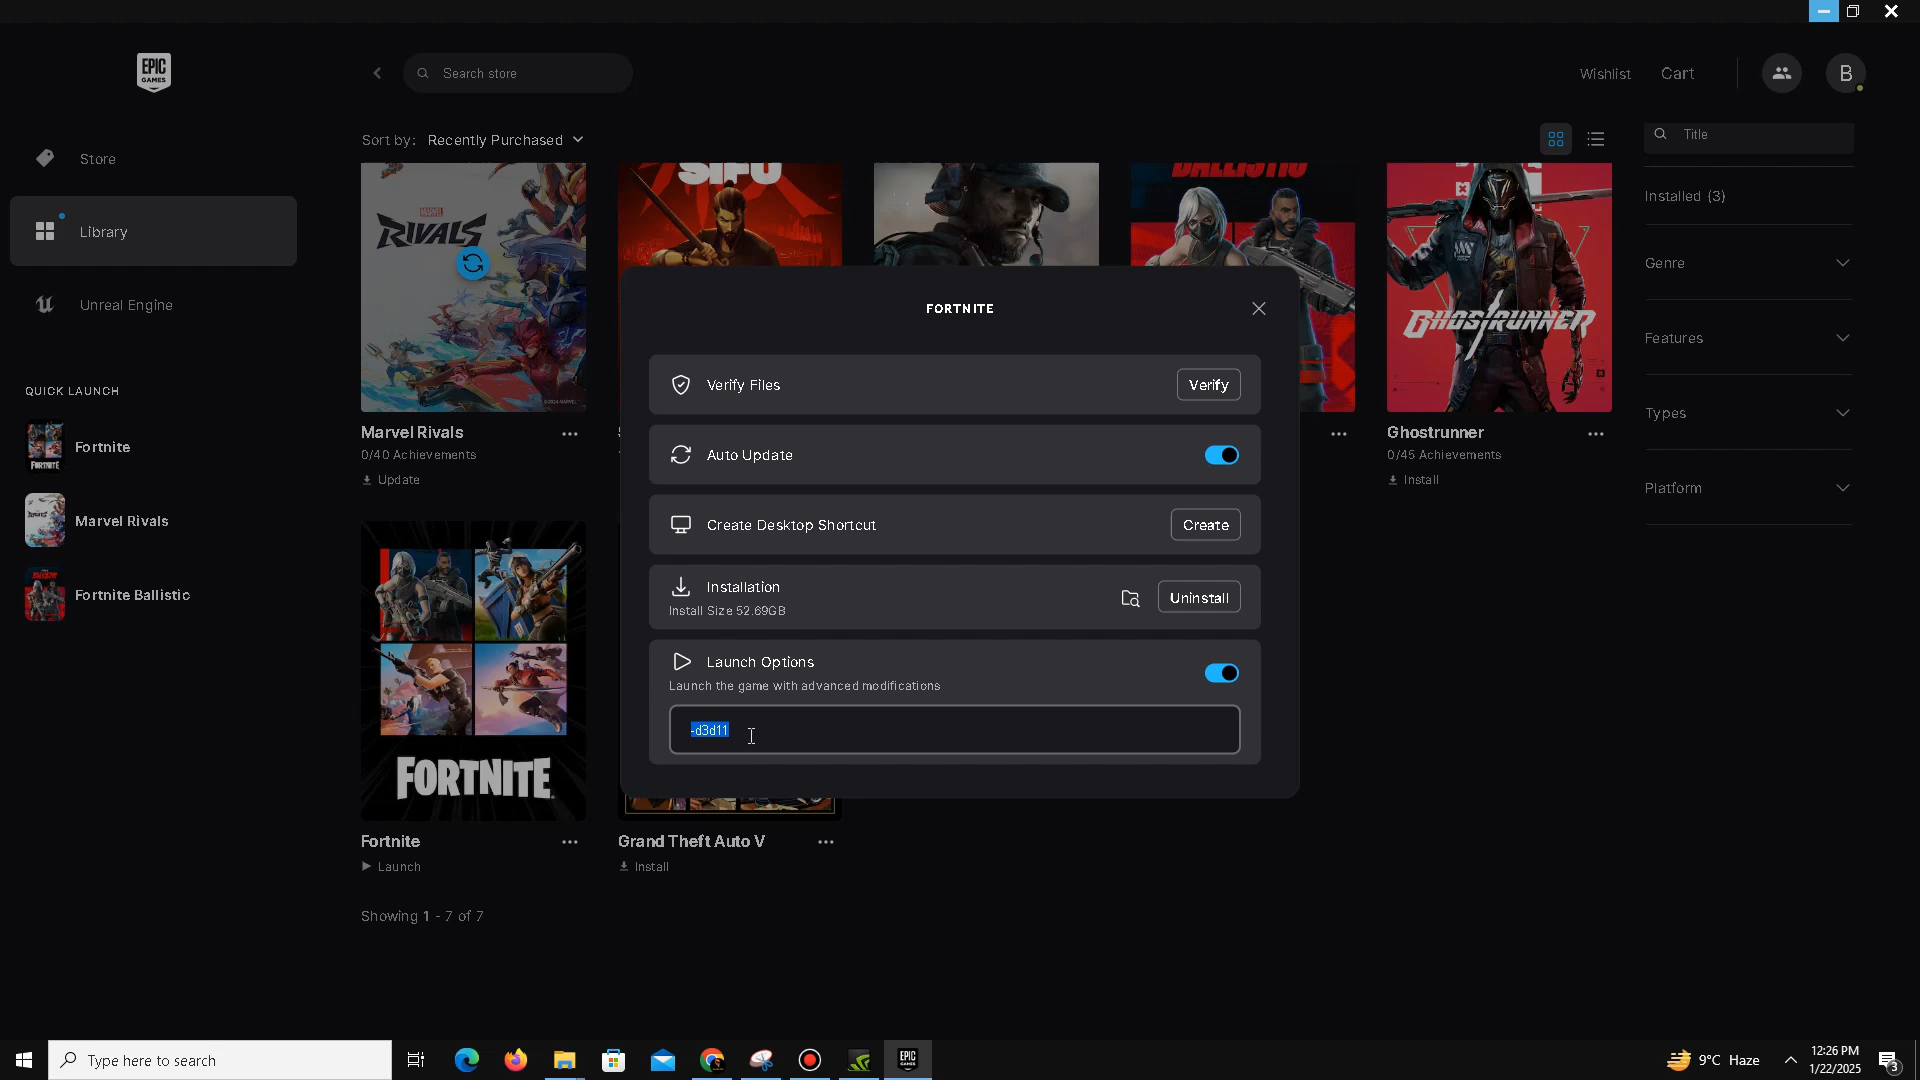 EPIC
GAMES
Search store
Wishlist
Cart
B
Store
Library
Unreal Engine
QUICK LAUNCH
Fortnite
Marvel Rivals
Fortnite Ballistic
Sort by: Recently Purchased
Title
Installed (3)
Genre
Features
Types
Platform
MARVEL
RIVALS
SIFU
BALLISTIC
GHOSTRUNNER
Marvel Rivals
0/40 Achievements
Update
Ghostrunner
0/45 Achievements
Install
FORTNITE
Verify Files
Verify
Auto Update
Create Desktop Shortcut
Create
Installation
Install Size 52.69GB
Uninstall
Launch Options
Launch the game with advanced modifications
-d3d11
FORTNITE
Fortnite
Launch
Grand Theft Auto V
Install
Showing 1 - 7 of 7
Type here to search
EPIC
GAMES
9°C Haze
12:26 PM
1/22/2025
3